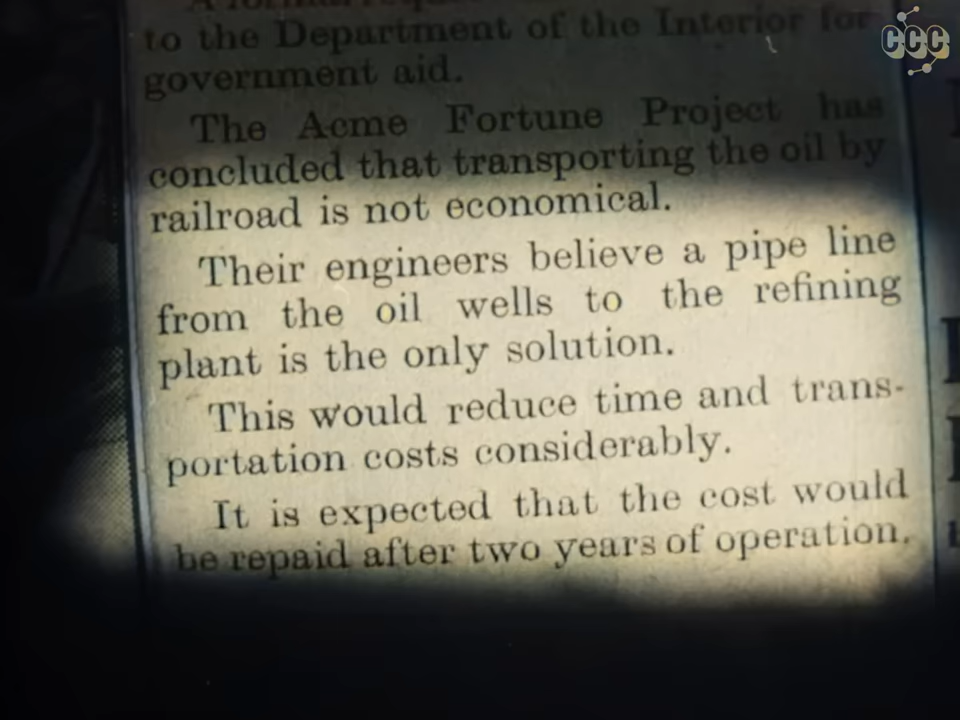 A formal
to the Department of the Interior for
government aid.
The Acme Fortune Project has
concluded that transporting the oil by
railroad is not economical.
Their engineers believe a pipe line
from the oil wells to the refining
plant is the only solution.
This would reduce time and trans-
portation costs considerably.
It is expected that the cost would
be repaid after two years of operation.
CCC